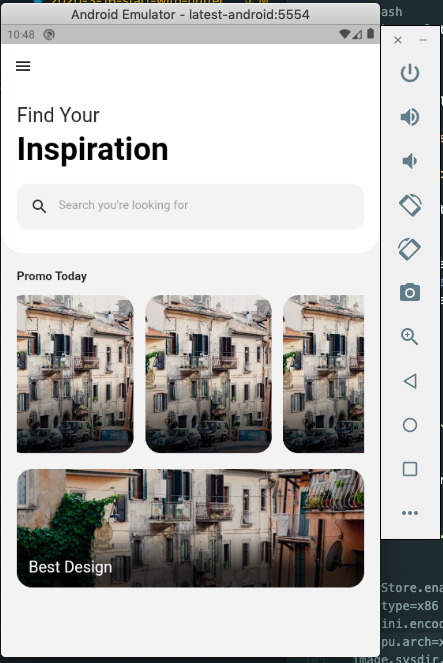 Android Emulator - latest-android:5554
ash
10:48
Find Your
Inspiration
Search you're looking for
Promo Today
Best Design
Store.ena
type=x86
ini.encod
pu.arch=x
image.sysdir